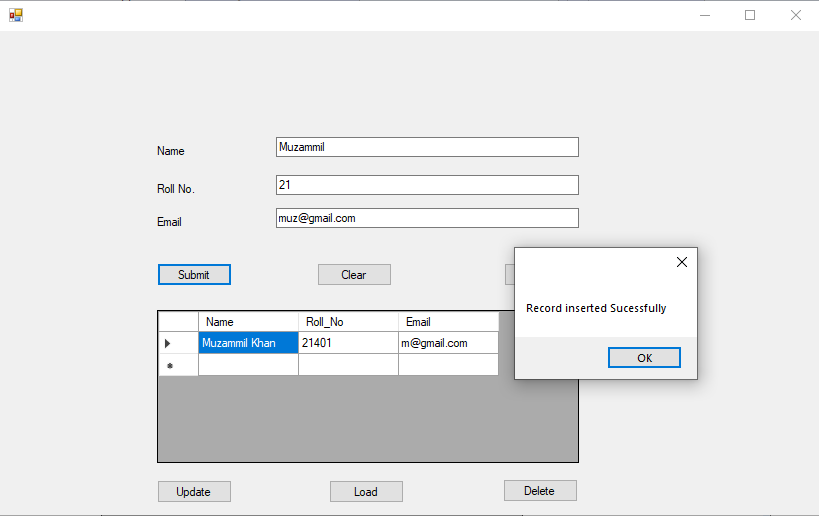 Name Muzammil
Roll No. 21
Email muz@gmail.com
Submit Clear
Record inserted Sucessfully
OK
Name Roll_No Email
Muzammil Khan 21401 m@gmail.com
Update Load Delete